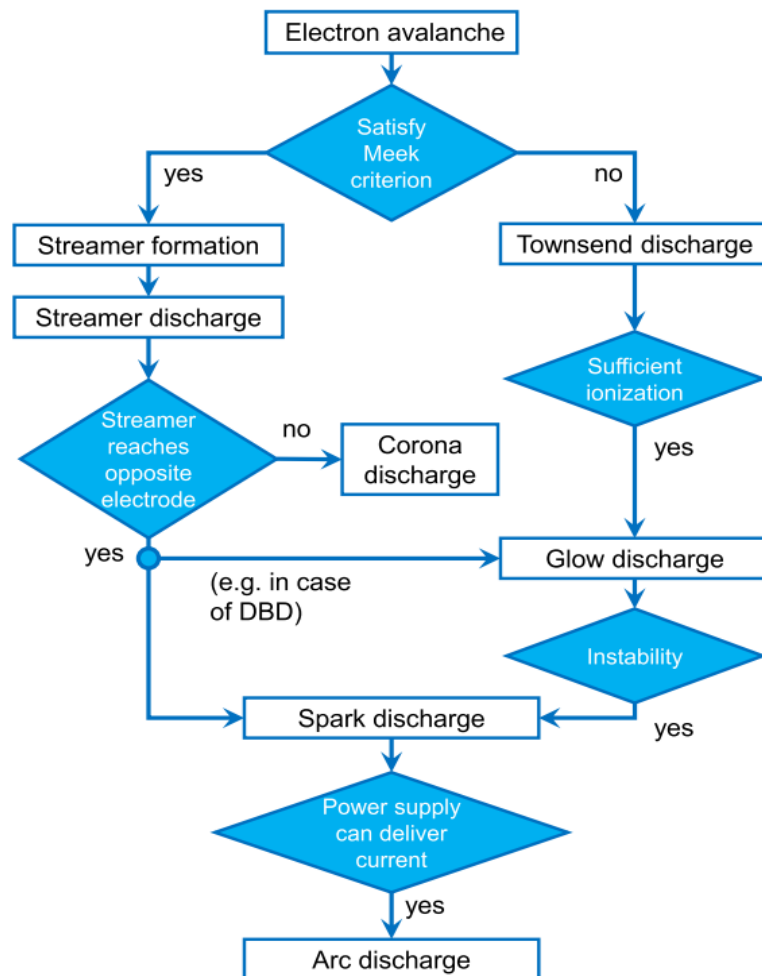 Electron avalanche
Satisfy
Meek
criterion
yes
no
Streamer formation
Townsend discharge
Streamer discharge
Sufficient
ionization
Streamer
reaches
opposite
electrode
no
Corona
discharge
yes
yes
Glow discharge
(e.g. in case
of DBD)
Instability
Spark discharge
yes
Power supply
can deliver
current
yes
Arc discharge